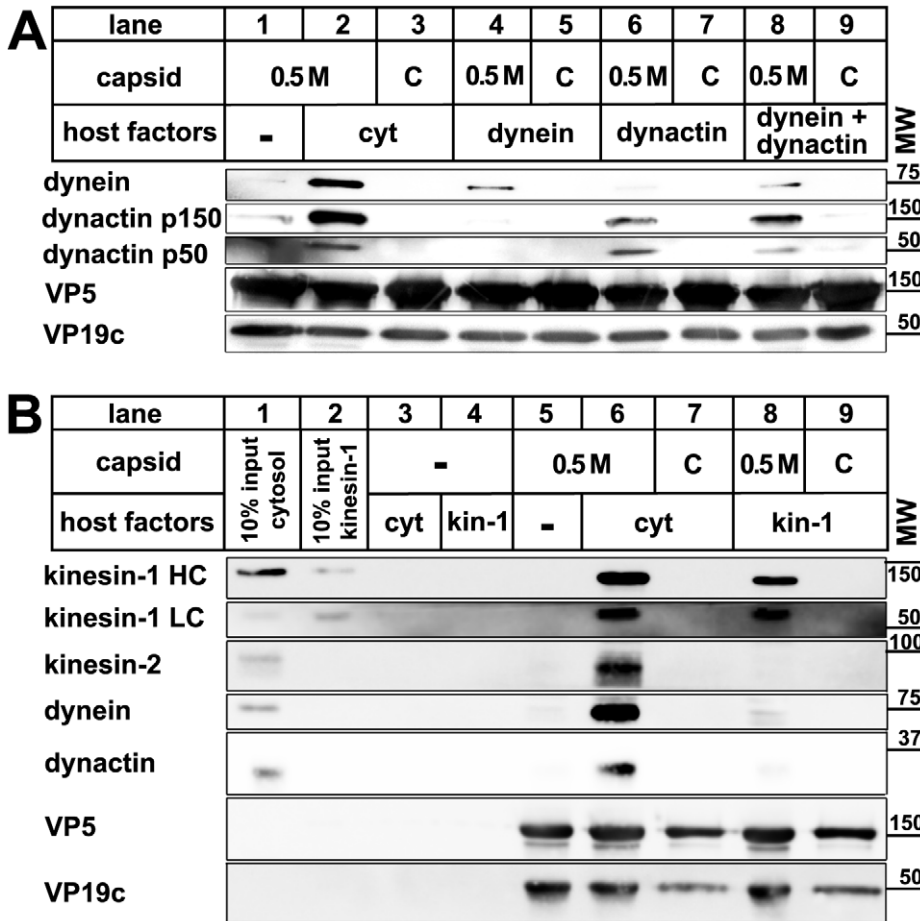 A
lane 1 2 3 4 5 6 7 8 9
capsid 0.5 M C 0.5 M C 0.5 M C 0.5 M C
host factors - cyt dynein dynactin dynein + dynactin MW
dynein 75
dynactin p150 150
dynactin p50 50
VP5 150
VP19c 50
B
lane 1 2 3 4 5 6 7 8 9
capsid 10% input cytosol 10% input kinesin-1 - 0.5 M C 0.5 M C
host factors cyt kin-1 - cyt kin-1 MW
kinesin-1 HC 150
kinesin-1 LC 50
kinesin-2 100
dynein 75
dynactin 37
VP5 150
VP19c 50